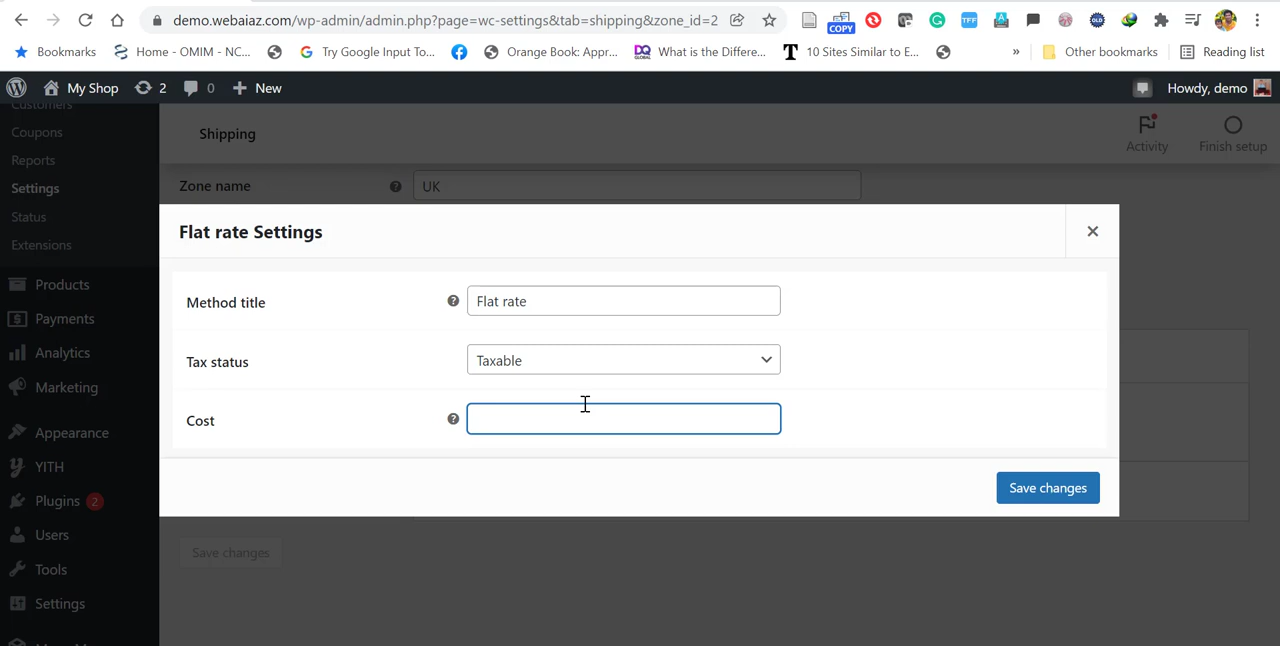 demo.webaiaz.com/wp-admin/admin.php?page=wc-settings&tab=shipping&zone_id=2
COPY
TFF
OLD
Bookmarks
Home - OMIM - NC...
Try Google Input To...
Orange Book: Appr...
DQ GLOBAL
What is the Differe...
10 Sites Similar to E...
»
Other bookmarks
Reading list
My Shop
2
0
New
Howdy, demo
Customers
Coupons
Reports
Settings
Status
Extensions
Products
Payments
Analytics
Marketing
Appearance
YITH
Plugins 2
Users
Tools
Settings
Shipping
Activity
Finish setup
Zone name
UK
Flat rate Settings
Method title
Flat rate
Tax status
Taxable
Cost
Save changes
Save changes